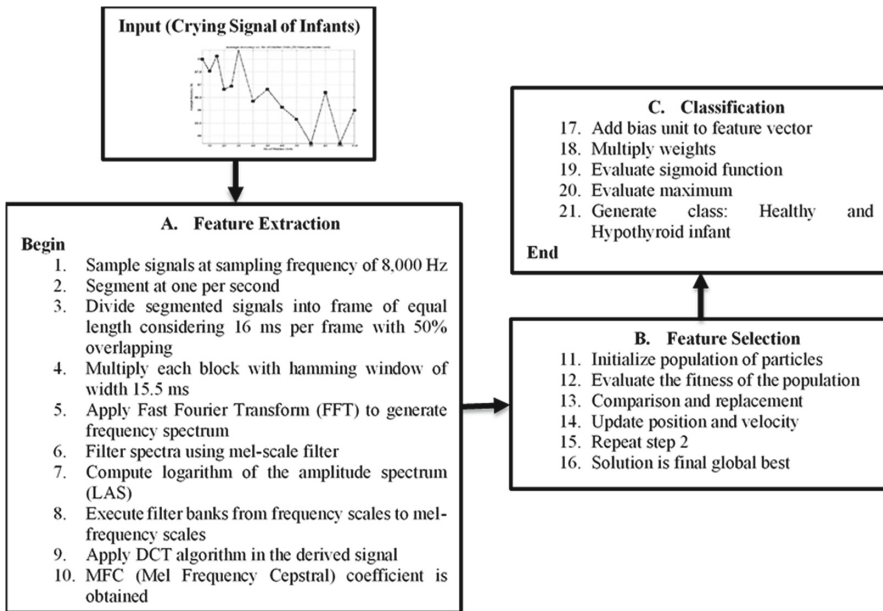 Input (Crying Signal of Infants)
A. Feature Extraction
Begin
1. Sample signals at sampling frequency of 8,000 Hz
2. Segment at one per second
3. Divide segmented signals into frame of equal
length considering 16 ms per frame with 50%
overlapping
4. Multiply each block with hamming window of
width 15.5 ms
5. Apply Fast Fourier Transform (FFT) to generate
frequency spectrum
6. Filter spectra using mel-scale filter
7. Compute logarithm of the amplitude spectrum
(LAS)
8. Execute filter banks from frequency scales to mel-
frequency scales
9. Apply DCT algorithm in the derived signal
10. MFC (Mel Frequency Cepstral) coefficient is
obtained
B. Feature Selection
11. Initialize population of particles
12. Evaluate the fitness of the population
13. Comparison and replacement
14. Update position and velocity
15. Repeat step 2
16. Solution is final global best
C. Classification
17. Add bias unit to feature vector
18. Multiply weights
19. Evaluate sigmoid function
20. Evaluate maximum
21. Generate class: Healthy and
Hypothyroid infant
End